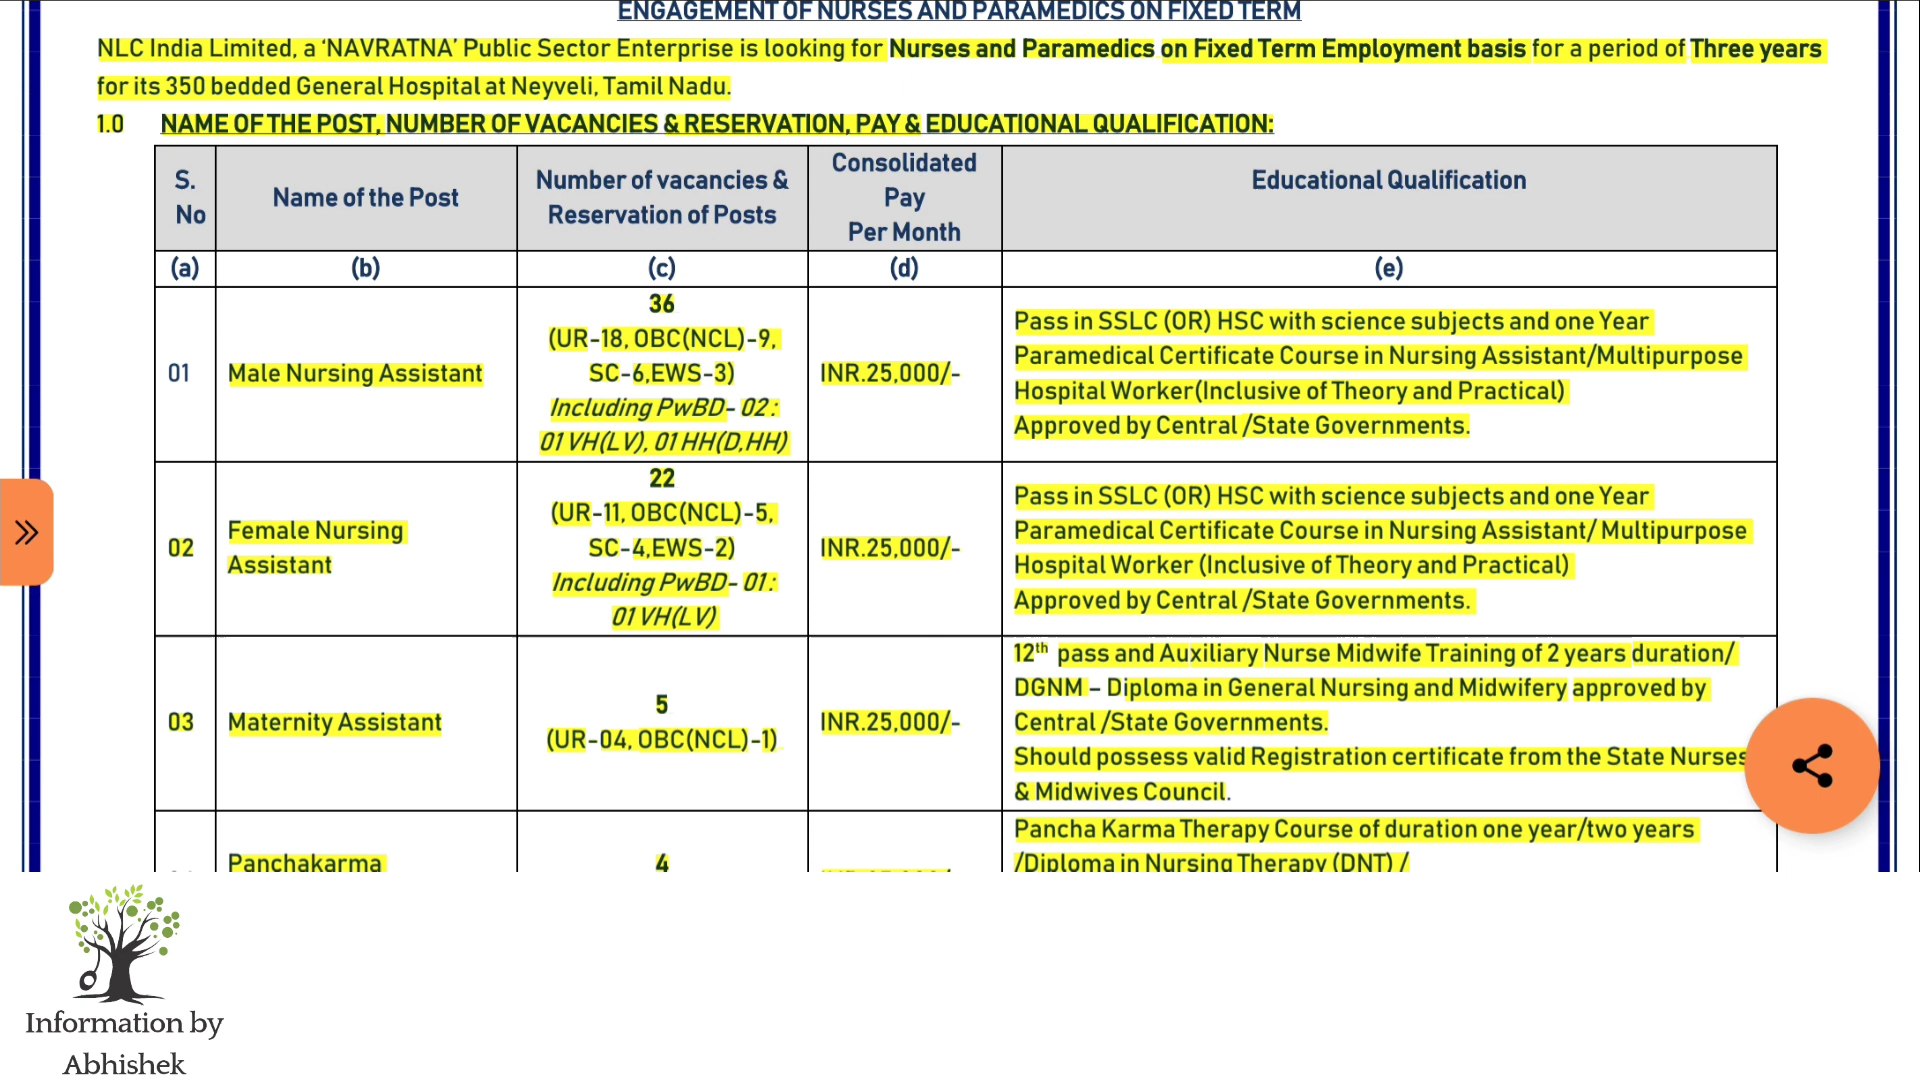 ENGAGEMENT OF NURSES AND PARAMEDICS ON FIXED TERM
NLC India Limited, a ‘NAVRATNA’ Public Sector Enterprise is looking for Nurses and Paramedics on Fixed Term Employment basis for a period of Three years
for its 350 bedded General Hospital at Neyveli, Tamil Nadu.
1.0 NAME OF THE POST, NUMBER OF VACANCIES & RESERVATION, PAY & EDUCATIONAL QUALIFICATION:
S.
No
Name of the Post
Number of vacancies &
Reservation of Posts
Consolidated
Pay
Per Month
Educational Qualification
(a) (b) (c) (d) (e)
01
Male Nursing Assistant
36
(UR-18, OBC(NCL)-9,
SC-6,EWS-3)
Including PwBD- 02 :
01 VH(LV), 01 HH(D,HH)
INR.25,000/-
Pass in SSLC (OR) HSC with science subjects and one Year
Paramedical Certificate Course in Nursing Assistant/Multipurpose
Hospital Worker(Inclusive of Theory and Practical)
Approved by Central /State Governments.
02
Female Nursing
Assistant
22
(UR-11, OBC(NCL)-5,
SC-4,EWS-2)
Including PwBD- 01:
01 VH(LV)
INR.25,000/-
Pass in SSLC (OR) HSC with science subjects and one Year
Paramedical Certificate Course in Nursing Assistant/ Multipurpose
Hospital Worker (Inclusive of Theory and Practical)
Approved by Central /State Governments.
03
Maternity Assistant
5
(UR-04, OBC(NCL)-1)
INR.25,000/-
12th pass and Auxiliary Nurse Midwife Training of 2 years duration/
DGNM – Diploma in General Nursing and Midwifery approved by
Central /State Governments.
Should possess valid Registration certificate from the State Nurses
& Midwives Council.
Panchakarma
4
Pancha Karma Therapy Course of duration one year/two years
/Diploma in Nursing Therapy (DNT) /
Information by
Abhishek